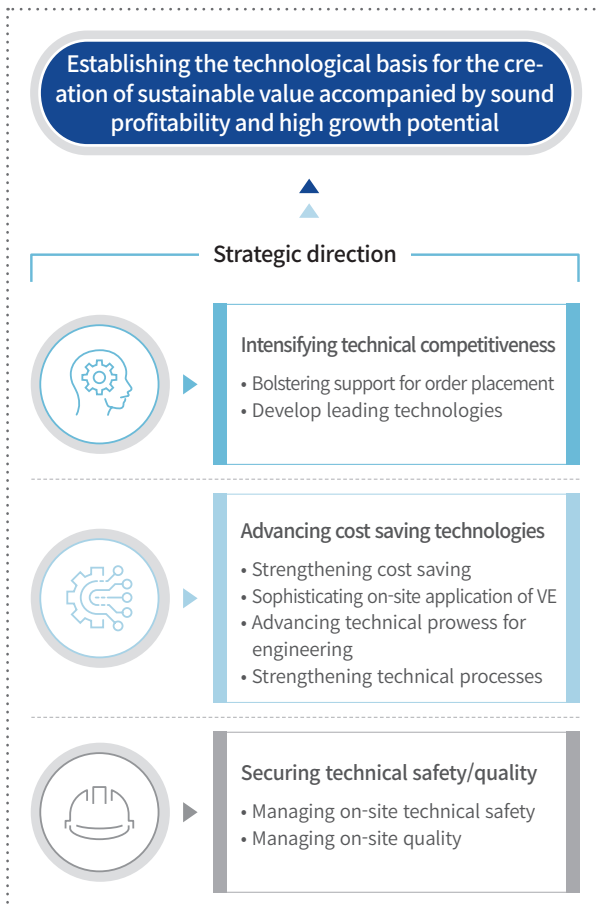 Establishing the technological basis for the cre-
ation of sustainable value accompanied by sound
profitability and high growth potential
Strategic direction
Intensifying technical competitiveness
• Bolstering support for order placement
• Develop leading technologies
Advancing cost saving technologies
• Strengthening cost saving
• Sophisticating on-site application of VE
• Advancing technical prowess for
engineering
• Strengthening technical processes
Securing technical safety/quality
• Managing on-site technical safety
• Managing on-site quality